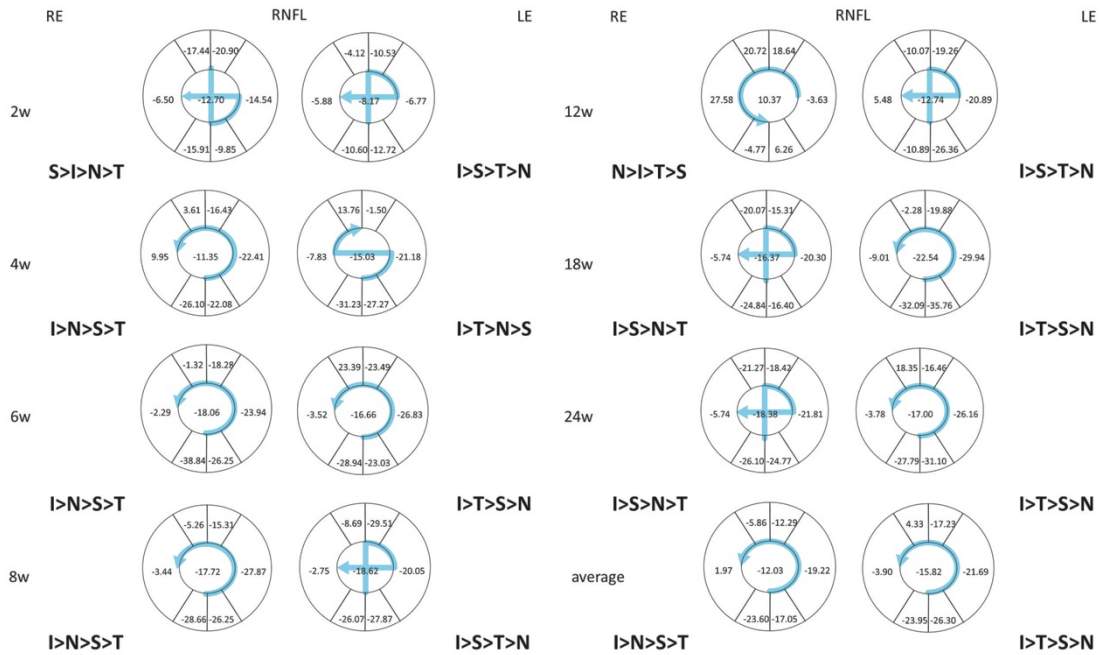 RE RNFL LE
2w
-17.44 -20.90
-6.50 -12.70 -14.54
-15.91 -9.85
S>I>N>T
-4.12 -10.53
-5.88 -8.17 -6.77
-10.60 -12.72
I>S>T>N
4w
3.61 -16.43
9.95 -11.35 -22.41
-26.10 -22.08
I>N>S>T
13.76 -1.50
-7.83 -15.03 -21.18
-31.23 -27.27
I>T>N>S
6w
-1.32 -18.28
-2.29 -18.06 -23.94
-38.84 -26.25
I>N>S>T
23.39 -23.49
-3.52 -16.66 -26.83
-28.94 -23.03
I>T>S>N
8w
-5.26 -15.31
-3.44 -17.72 -27.87
-28.66 -26.25
I>N>S>T
-8.69 -29.51
-2.75 -18.62 -20.05
-26.07 -27.87
I>S>T>N
RE RNFL LE
12w
20.72 18.64
27.58 10.37 -3.63
-4.77 6.26
N>I>T>S
-10.07 -19.26
5.48 -12.74 -20.89
-10.89 -26.36
I>S>T>N
18w
-20.07 -15.31
-5.74 -16.37 -20.30
-24.84 -16.40
I>S>N>T
-2.28 -19.88
-9.01 -22.54 -29.94
-32.09 -35.76
I>T>S>N
24w
-21.27 -18.42
-5.74 -18.38 -21.81
-26.10 -24.77
I>S>N>T
18.35 -16.46
-3.78 -17.00 -26.16
-27.79 -31.10
I>T>S>N
average
-5.86 -12.29
1.97 -12.03 -19.22
-23.60 -17.05
I>N>S>T
4.33 -17.23
-3.90 -15.82 -21.69
-23.95 -26.30
I>T>S>N